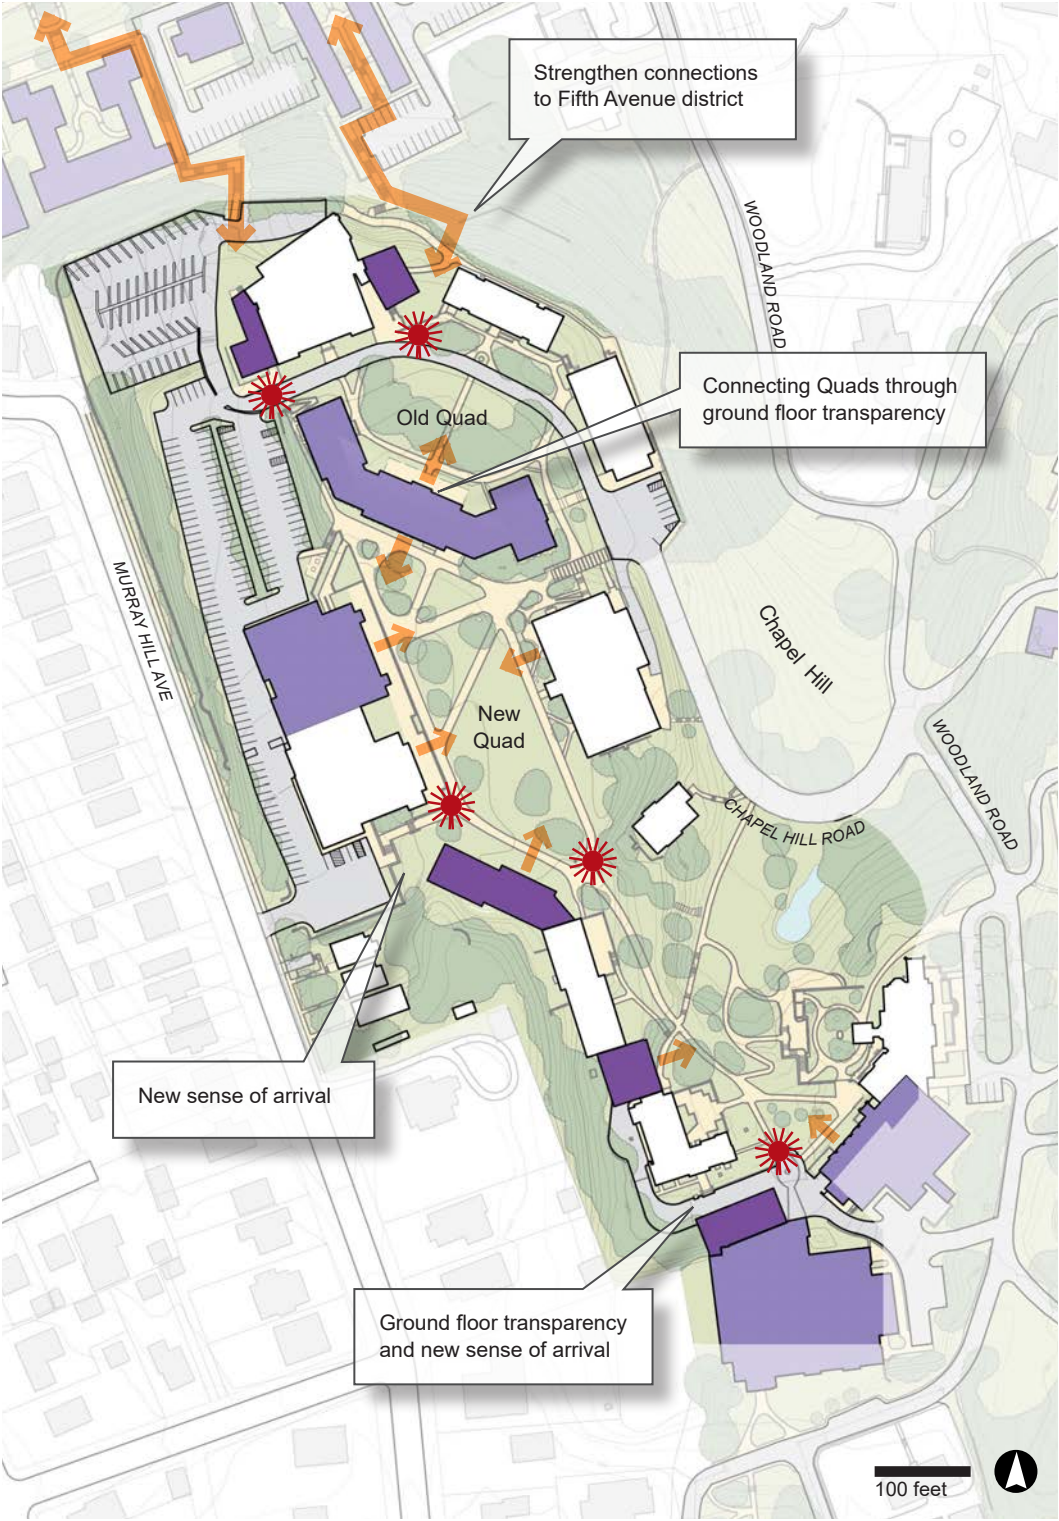 Strengthen connections
to Fifth Avenue district
WOODLAND ROAD
Connecting Quads through
ground floor transparency
Old Quad
MURRAY HILL AVE
Chapel Hill
New
Quad
WOODLAND ROAD
CHAPEL HILL ROAD
New sense of arrival
Ground floor transparency
and new sense of arrival
100 feet